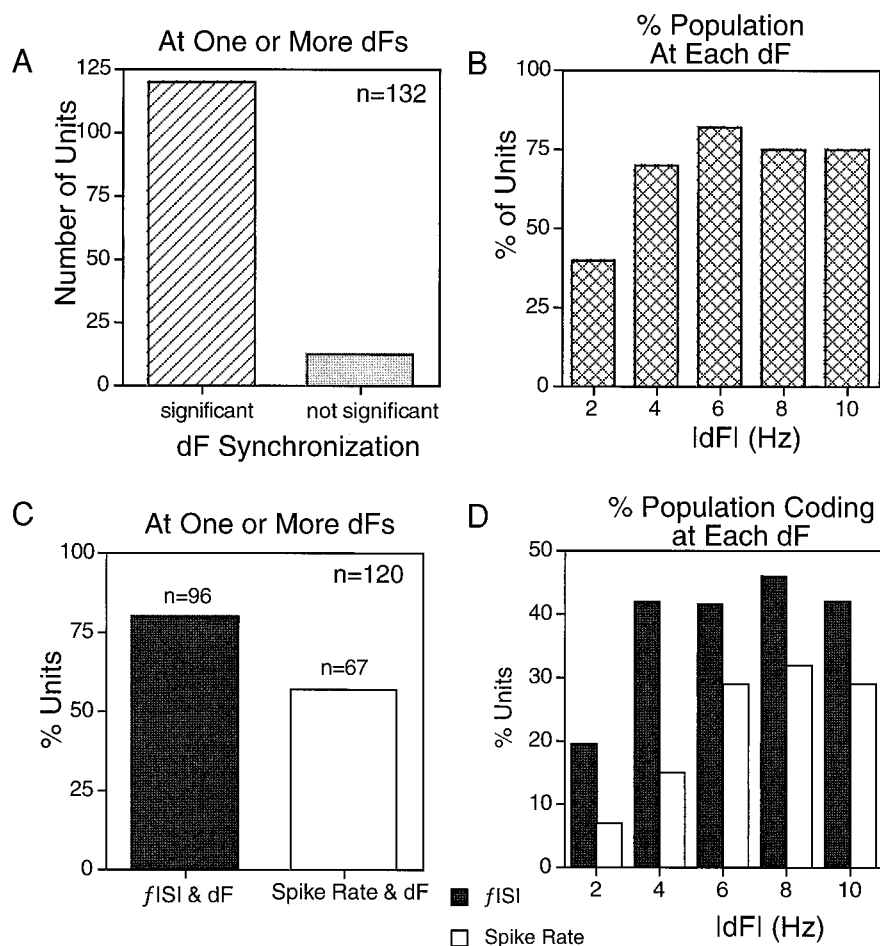 A
At One or More dFs
n=132
Number of Units
125
100
75
50
25
0
significant
not significant
dF Synchronization
B
% Population
At Each dF
% of Units
100
75
50
25
0
2 4 6 8 10
|dF| (Hz)
C
At One or More dFs
n=120
n=96
n=67
% Units
100
75
50
25
0
ƒISI & dF
Spike Rate & dF
D
% Population Coding
at Each dF
% Units
50
40
30
20
10
0
2 4 6 8 10
|dF| (Hz)
ƒISI
Spike Rate